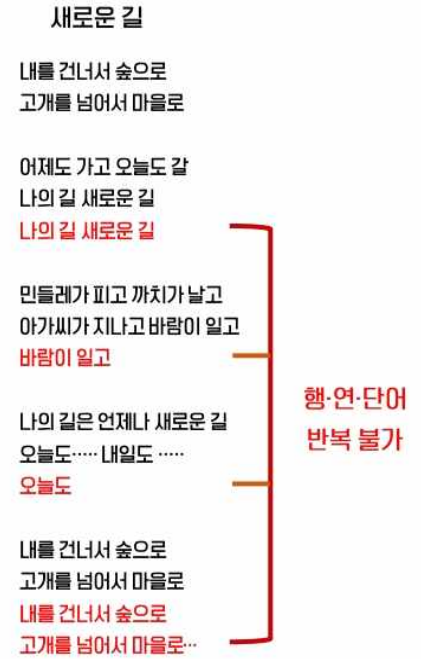 새로운 길
내를 건너서 숲으로
고개를 넘어서 마을로
어제도 가고 오늘도 갈
나의 길 새로운 길
나의 길 새로운 길
민들레가 피고 까치가 날고
아가씨가 지나고 바람이 일고
바람이 일고
나의 길은 언제나 새로운 길
오늘도····· 내일도 ·····
오늘도
내를 건너서 숲으로
고개를 넘어서 마을로
내를 건너서 숲으로
고개를 넘어서 마을로···
행·연·단어
반복 불가